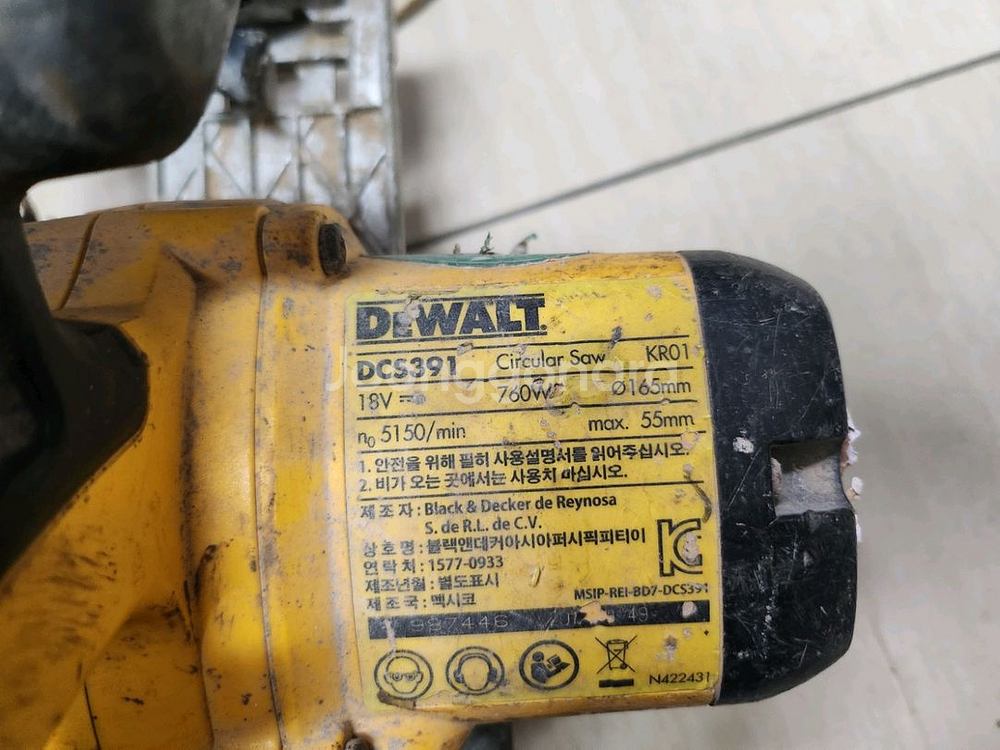 DEWALT
DCS391 Circular Saw KR01
18V 760W Ø165mm
n₀ 5150/min max. 55mm
1. 안전을 위해 필히 사용설명서를 읽어주십시오.
2. 비가 오는 곳에서는 사용치 마십시오.
제 조 자 : Black & Decker de Reynosa
S. de R.L. de C.V.
상 호 명 : 블랙앤데커아시아퍼시픽피티이
연 락 처 : 1577-0933
제조년월 : 별도표시
제 조 국 : 멕시코
MSIP-REI-BD7-DCS391
987446 49
N422431